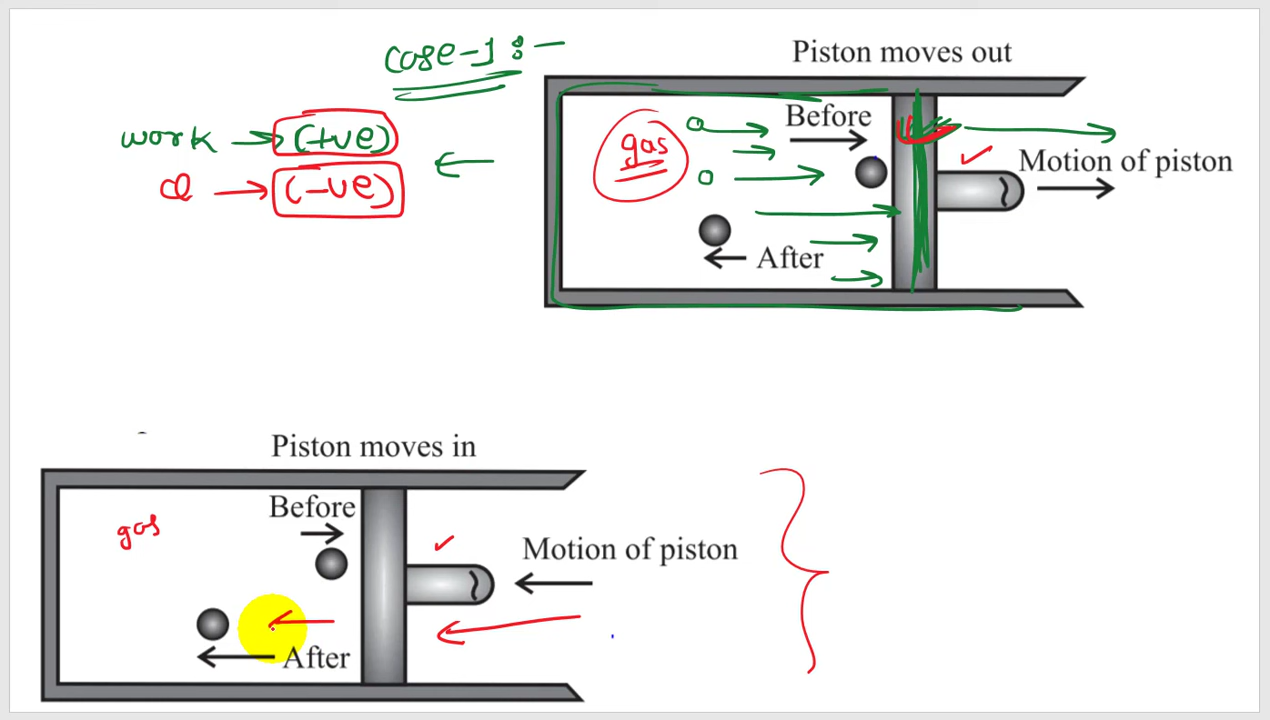 case-1:-
Piston moves out
work → (+ve)
Q → (-ve)
gas
Before
Motion of piston
After
Piston moves in
Before
gas
Motion of piston
After